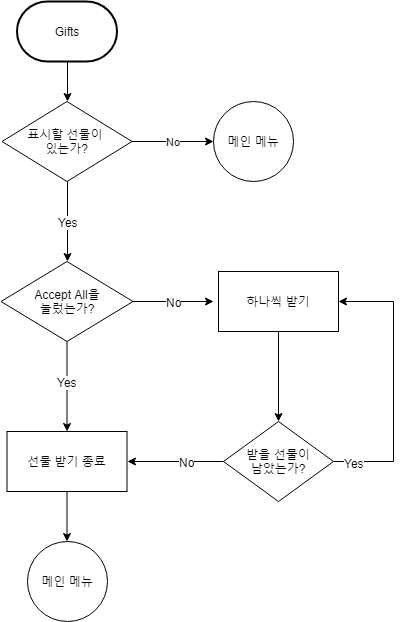 Gifts
표시할 선물이
있는가?
No
메인 메뉴
Yes
Accept All을
눌렀는가?
No
하나씩 받기
Yes
선물 받기 종료
No
받을 선물이
남았는가?
Yes
메인 메뉴